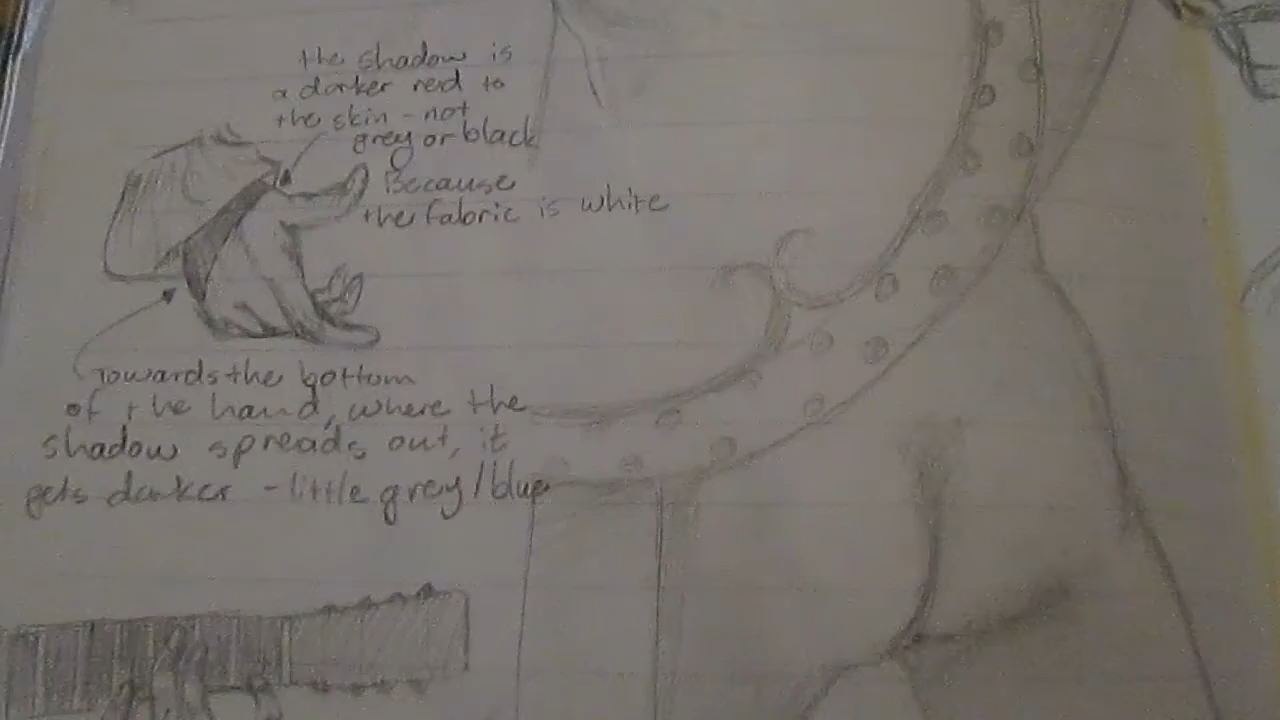 the shadow is
a darker red to
the skin - not
grey or black
Because
the fabric is white
Towards the bottom
of the hand, where the
shadow spreads out, it
gets darker - little grey/blue